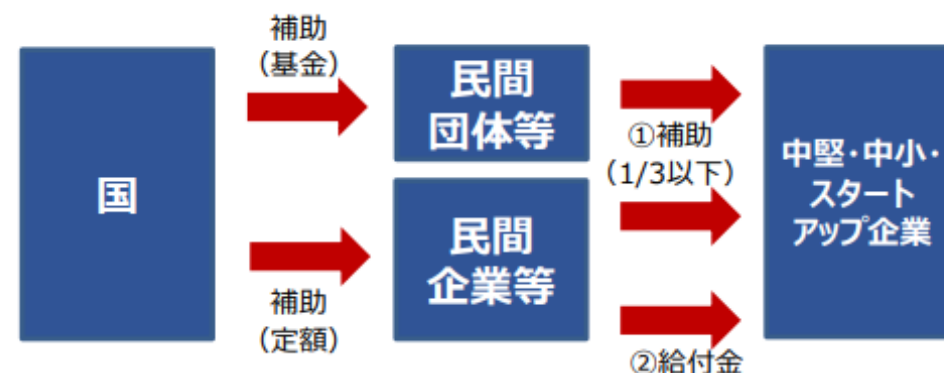 国
補助
（基金）
補助
（定額）
民間
団体等
民間
企業等
①補助
（1/3以下）
②給付金
中堅・中小・
スタート
アップ企業